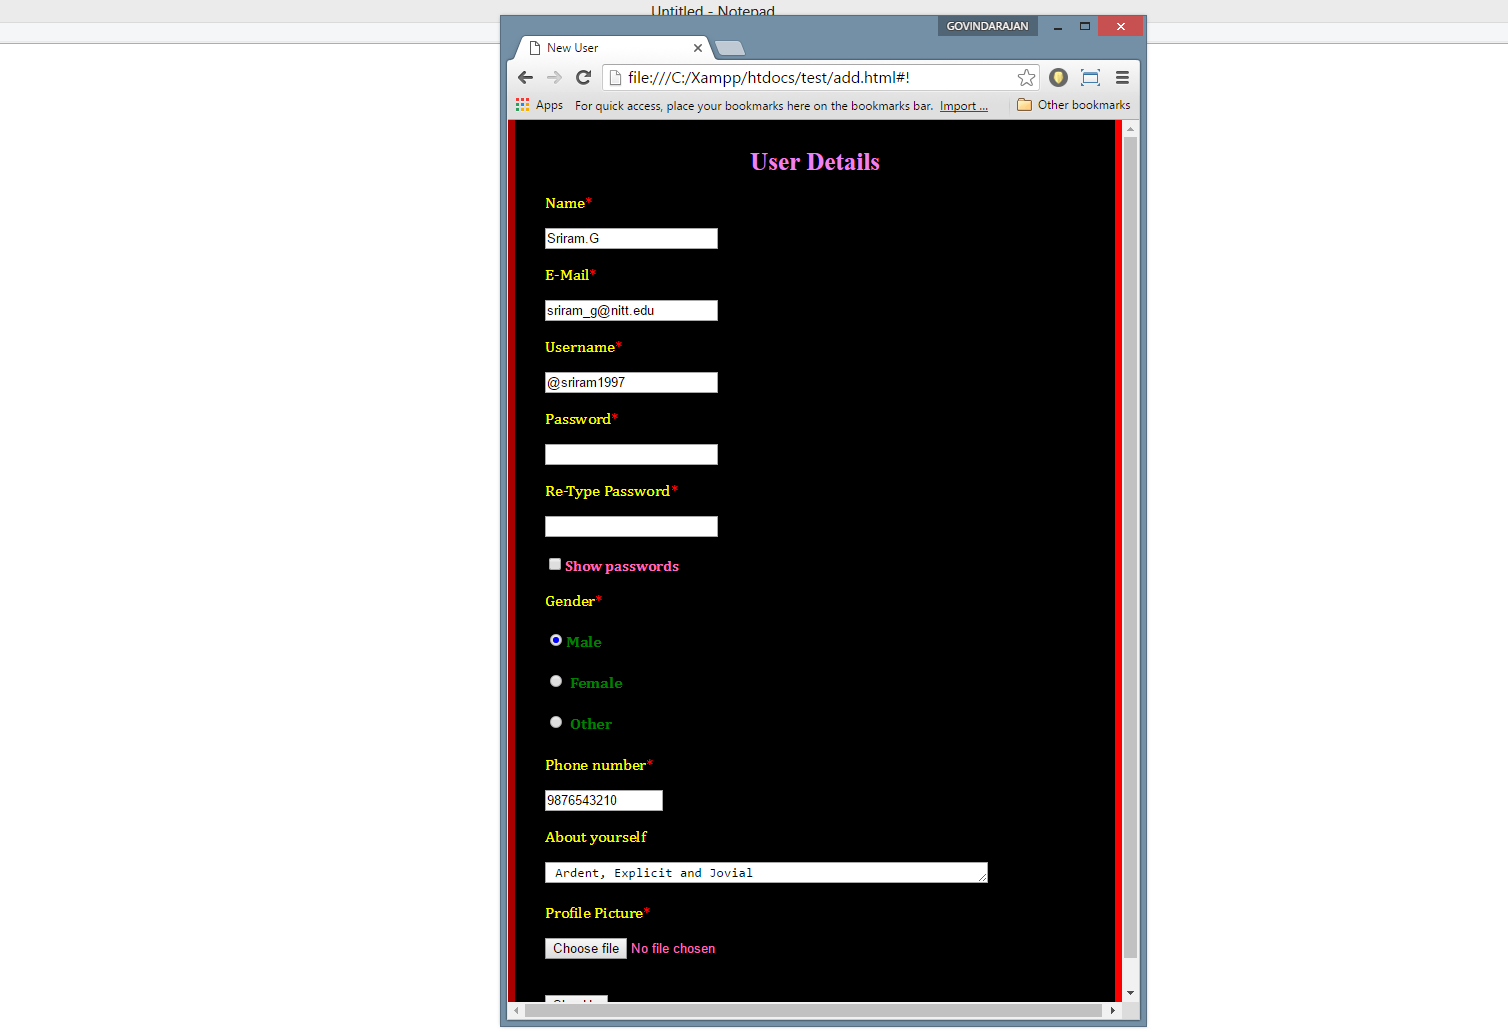 Untitled - Notepad
GOVINDARAJAN
New User
file:///C:/Xampp/htdocs/test/add.html#!
Apps For quick access, place your bookmarks here on the bookmarks bar. Import ... Other bookmarks
User Details
Name*
Sriram.G
E-Mail*
sriram_g@nitt.edu
Username*
@sriram1997
Password*
Re-Type Password*
Show passwords
Gender*
Male
Female
Other
Phone number*
9876543210
About yourself
Ardent, Explicit and Jovial
Profile Picture*
Choose file No file chosen